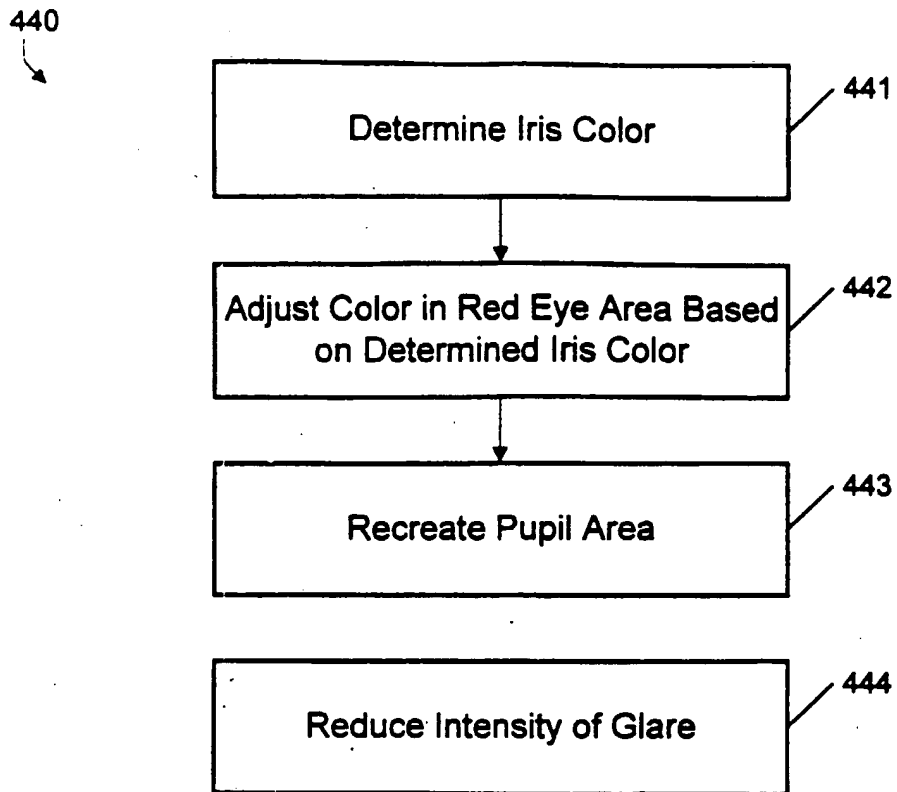 440
Determine Iris Color
441
Adjust Color in Red Eye Area Based
on Determined Iris Color
442
Recreate Pupil Area
443
Reduce Intensity of Glare
444